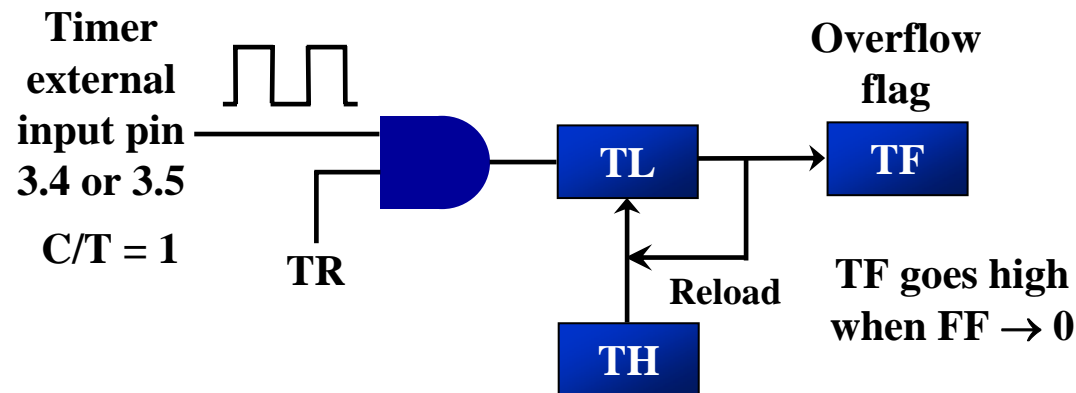 Timer
external
input pin
3.4 or 3.5
C/T = 1
TR
TL
Overflow
flag
TF
Reload
TH
TF goes high
when FF → 0